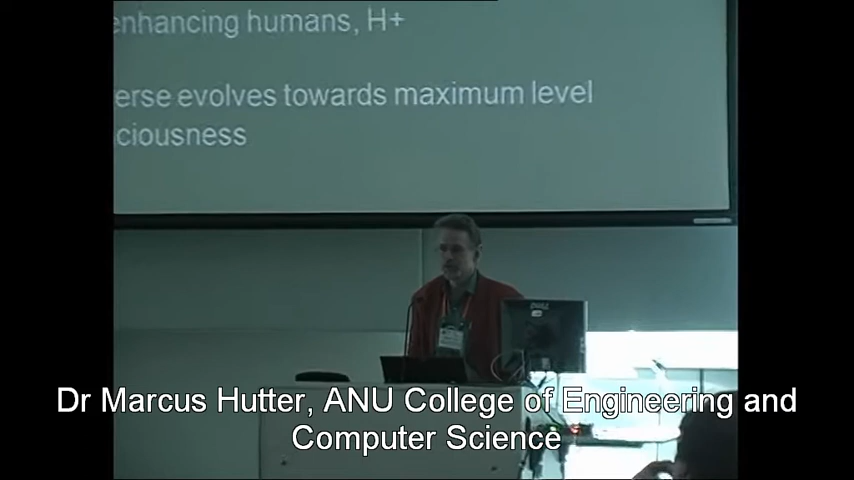 enhancing humans, H+
erse evolves towards maximum level
ciousness
Dr Marcus Hutter, ANU College of Engineering and
Computer Science